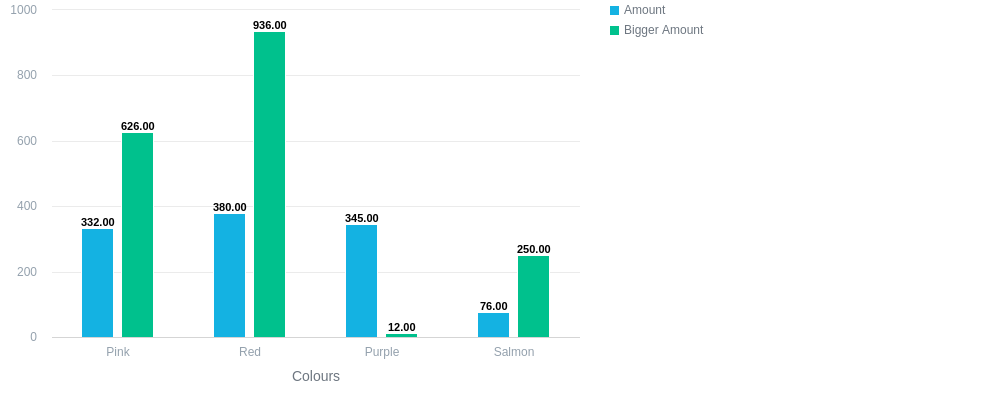 1000
800
600
400
200
0
332.00
626.00
380.00
936.00
345.00
12.00
76.00
250.00
Pink
Red
Purple
Salmon
Colours
Amount
Bigger Amount